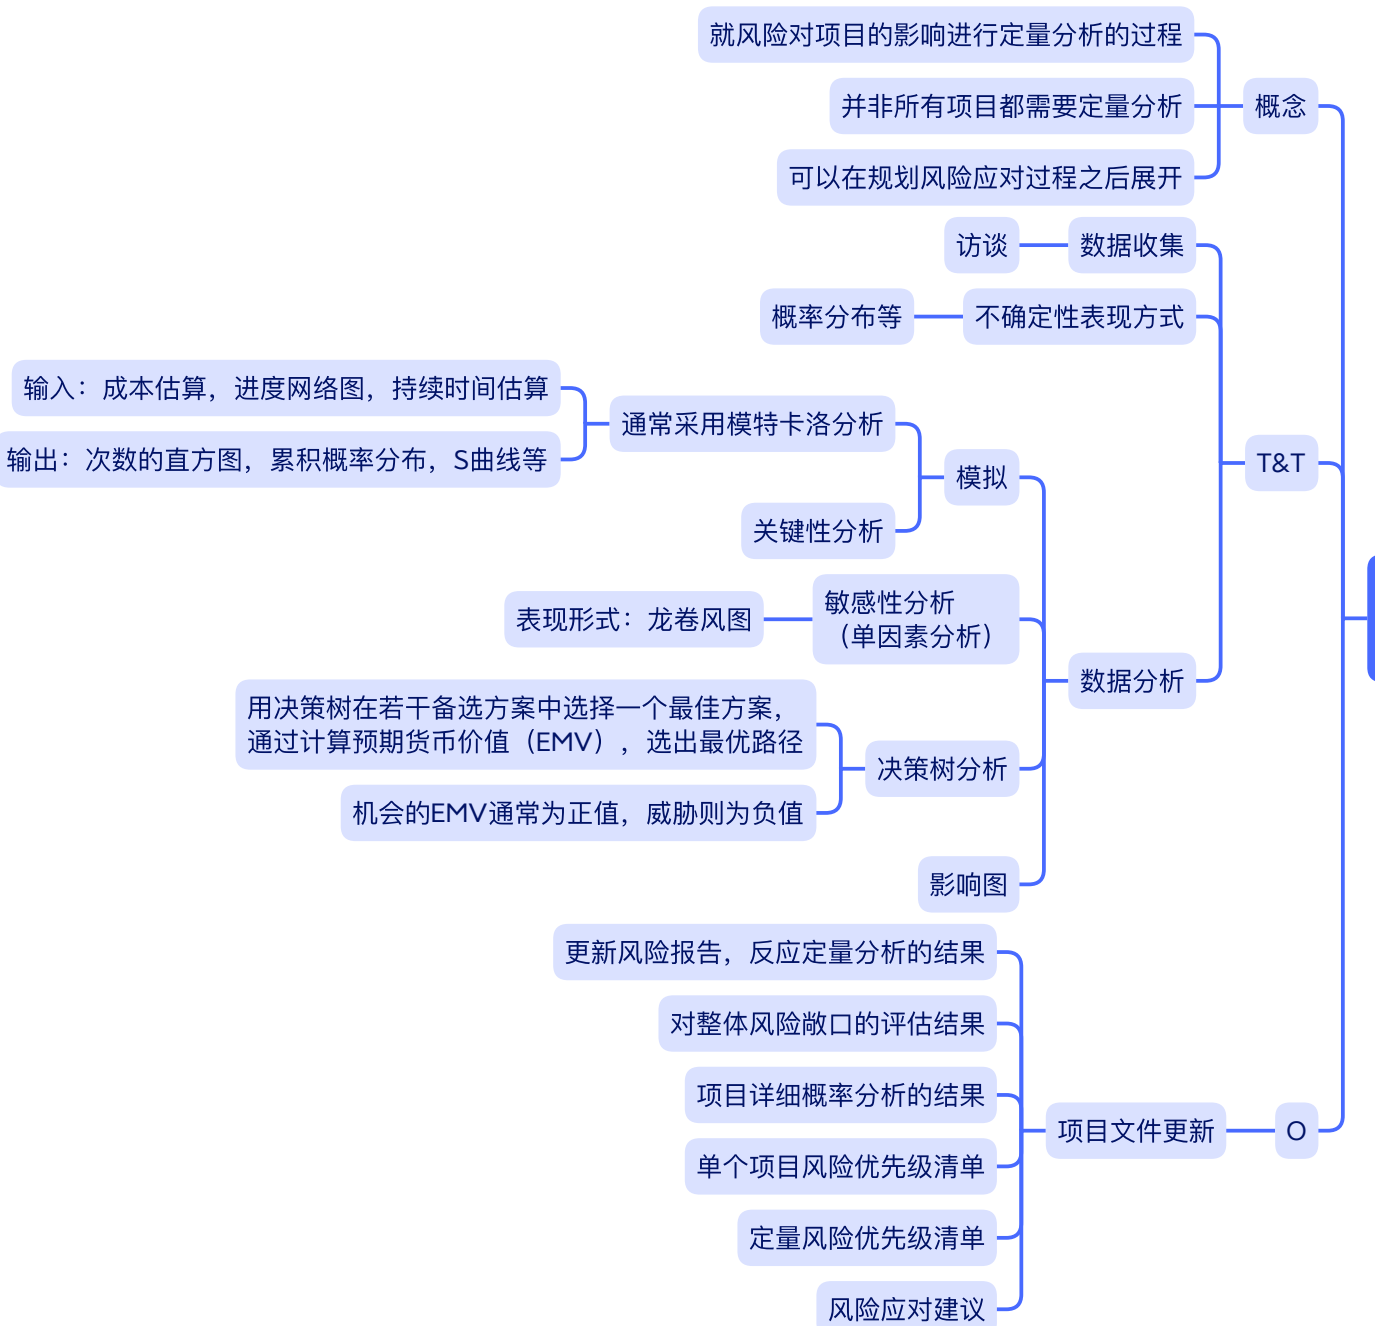 就风险对项目的影响进行定量分析的过程
并非所有项目都需要定量分析
概念
可以在规划风险应对过程之后展开
访谈
数据收集
概率分布等
不确定性表现方式
输入：成本估算，进度网络图，持续时间估算
通常采用模特卡洛分析
输出：次数的直方图，累积概率分布，S曲线等
T&T
模拟
关键性分析
表现形式：龙卷风图
敏感性分析
（单因素分析）
数据分析
用决策树在若干备选方案中选择一个最佳方案，
通过计算预期货币价值（EMV），选出最优路径
决策树分析
机会的EMV通常为正值，威胁则为负值
影响图
更新风险报告，反应定量分析的结果
对整体风险敞口的评估结果
项目详细概率分析的结果
项目文件更新
O
单个项目风险优先级清单
定量风险优先级清单
风险应对建议